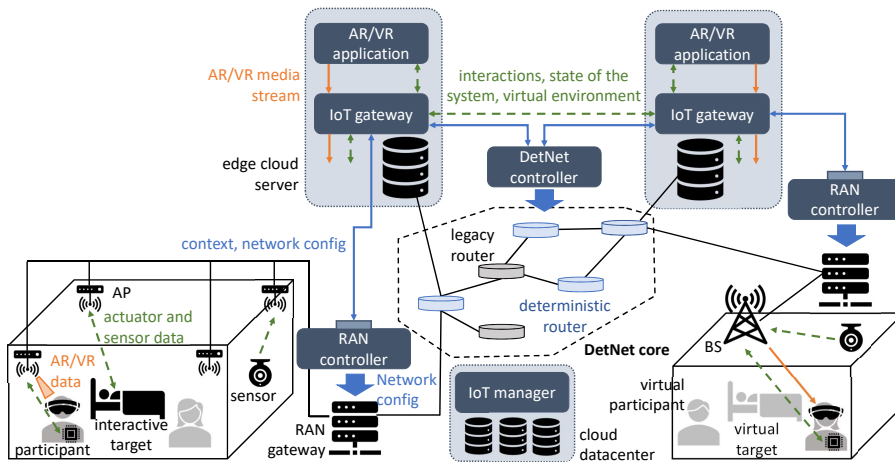 AR/VR
application
AR/VR
application
AR/VR media
stream
interactions, state of the
system, virtual environment
IoT gateway
IoT gateway
edge cloud
server
DetNet
controller
RAN
controller
context, network config
legacy
router
AP
actuator and
sensor data
deterministic
router
RAN
controller
DetNet core
BS
AR/VR
data
sensor
Network
config
IoT manager
virtual
participant
interactive
target
participant
RAN
gateway
cloud
datacenter
virtual
target